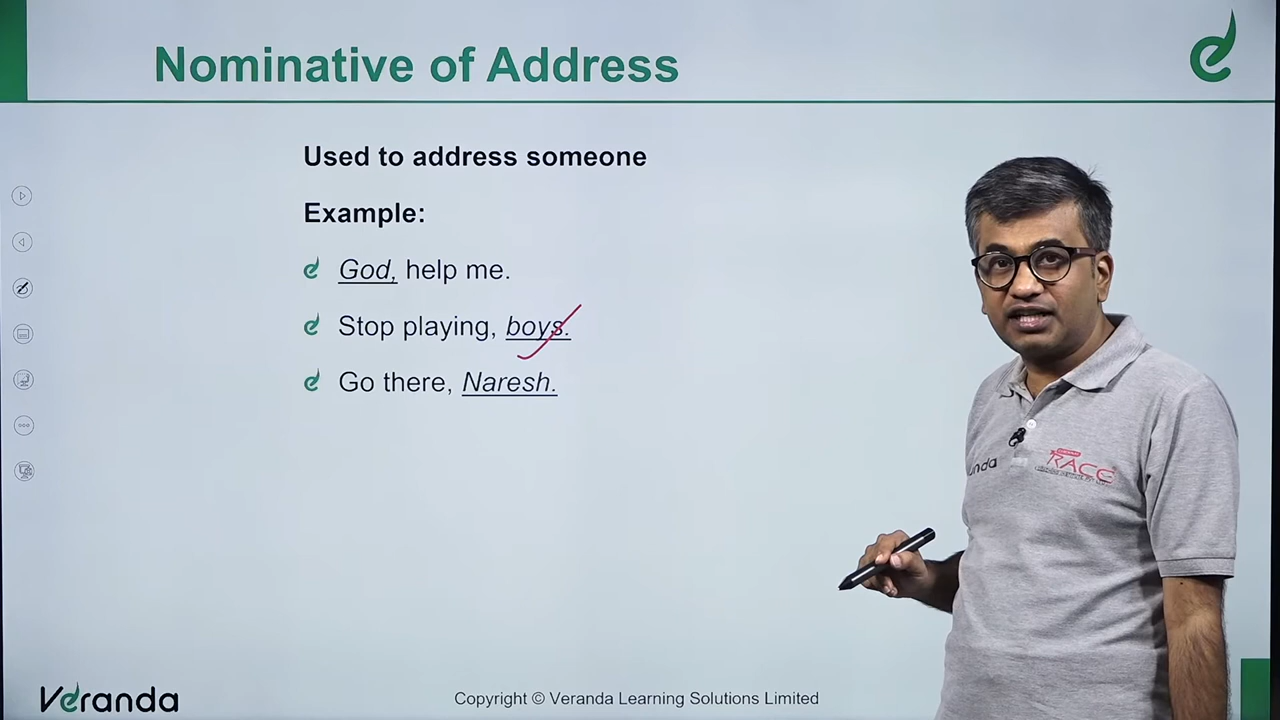 Nominative of Address
Used to address someone
Example:
God, help me.
Stop playing, boys.
Go there, Naresh.
RACE
Veranda
Copyright © Veranda Learning Solutions Limited